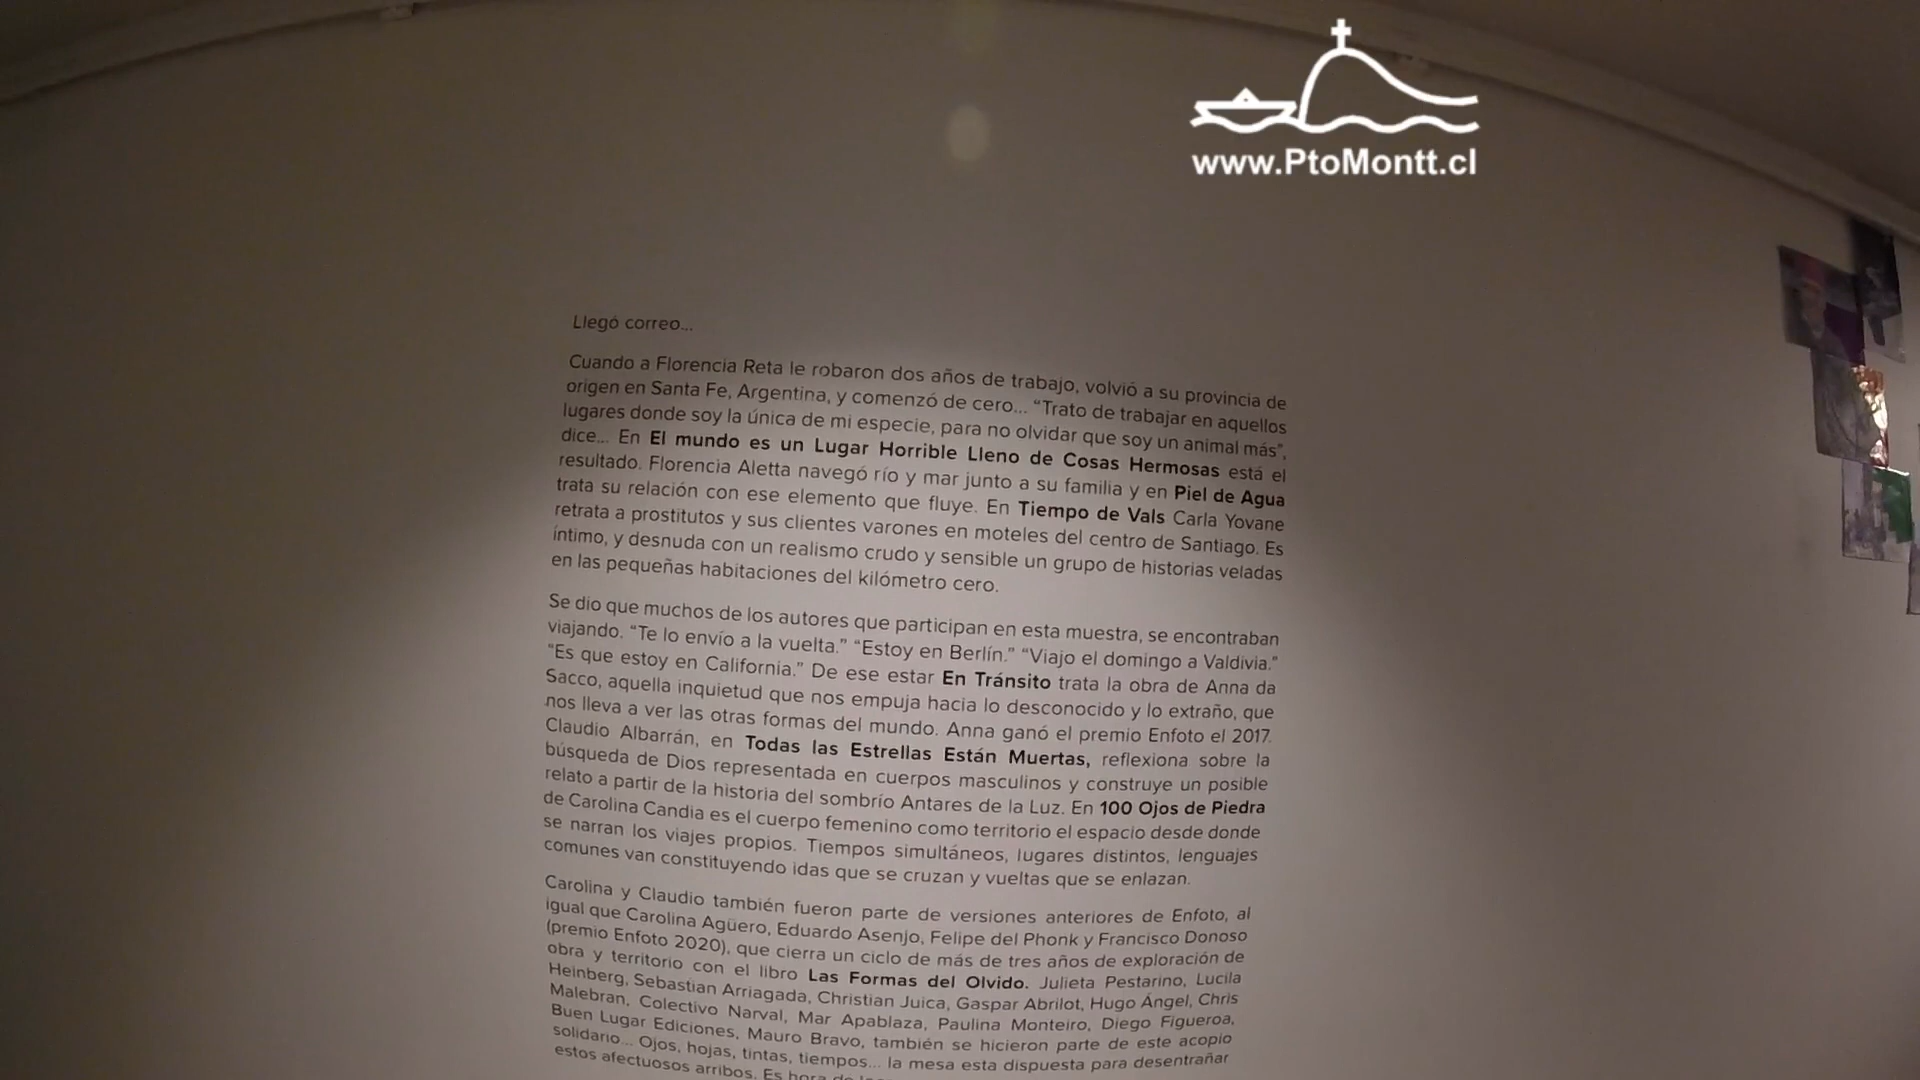 www.PtoMontt.cl
Llegó correo...
Cuando a Florencia Reta le robaron dos años de trabajo, volvió a su provincia de
origen en Santa Fe, Argentina, y comenzó de cero... “Trato de trabajar en aquellos
lugares donde soy la única de mi especie, para no olvidar que soy un animal más”,
dice... En El mundo es un Lugar Horrible Lleno de Cosas Hermosas está el
resultado. Florencia Aletta navegó río y mar junto a su familia y en Piel de Agua
trata su relación con ese elemento que fluye. En Tiempo de Vals Carla Yovane
retrata a prostitutos y sus clientes varones en moteles del centro de Santiago. Es
íntimo, y desnuda con un realismo crudo y sensible un grupo de historias veladas
en las pequeñas habitaciones del kilómetro cero.
Se dio que muchos de los autores que participan en esta muestra, se encontraban
viajando. “Te lo envío a la vuelta.” “Estoy en Berlín.” “Viajo el domingo a Valdivia.”
“Es que estoy en California.” De ese estar En Tránsito trata la obra de Anna da
Sacco, aquella inquietud que nos empuja hacia lo desconocido y lo extraño, que
nos lleva a ver las otras formas del mundo. Anna ganó el premio Enfoto el 2017.
Claudio Albarrán, en Todas las Estrellas Están Muertas, reflexiona sobre la
búsqueda de Dios representada en cuerpos masculinos y construye un posible
relato a partir de la historia del sombrío Antares de la Luz. En 100 Ojos de Piedra
de Carolina Candia es el cuerpo femenino como territorio el espacio desde donde
se narran los viajes propios. Tiempos simultáneos, lugares distintos, lenguajes
comunes van constituyendo idas que se cruzan y vueltas que se enlazan.
Carolina y Claudio también fueron parte de versiones anteriores de Enfoto, al
igual que Carolina Agüero, Eduardo Asenjo, Felipe del Phonk y Francisco Donoso
(premio Enfoto 2020), que cierra un ciclo de más de tres años de exploración de
obra y territorio con el libro Las Formas del Olvido. Julieta Pestarino, Lucila
Heinberg, Sebastian Arriagada, Christian Juica, Gaspar Abrilot, Hugo Ángel, Chris
Malebran, Colectivo Narval, Mar Apablaza, Paulina Monteiro, Diego Figueroa,
Buen Lugar Ediciones, Mauro Bravo, también se hicieron parte de este acopio
solidario... Ojos, hojas, tintas, tiempos... la mesa esta dispuesta para desentrañar
estos afectuosos arribos. Es hora de